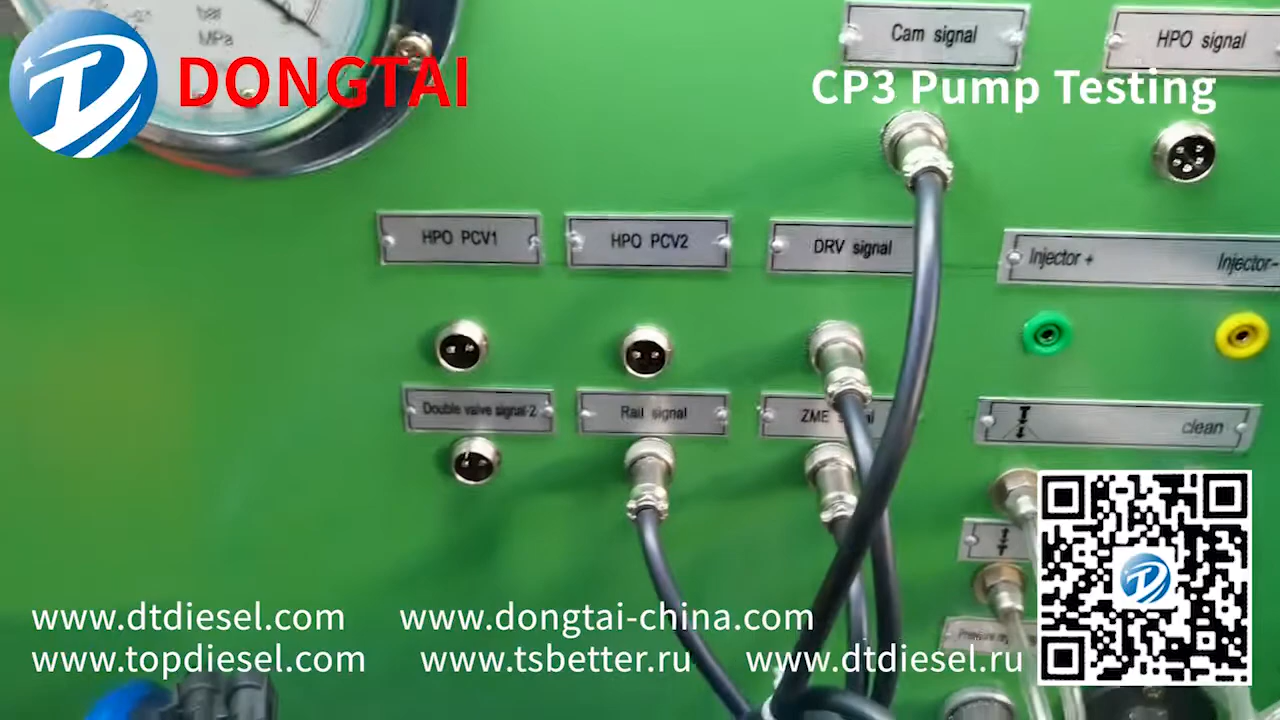 bar
MPa
DONGTAI
CP3 Pump Testing
Cam signal
HPO signal
HPO PCV1
HPO PCV2
DRV signal
Injector +
Injector-
Double valve signal 2
Rail signal
ZME
clean
www.dtdiesel.com
www.dongtai-china.com
www.topdiesel.com
www.tsbetter.ru
www.dtdiesel.ru